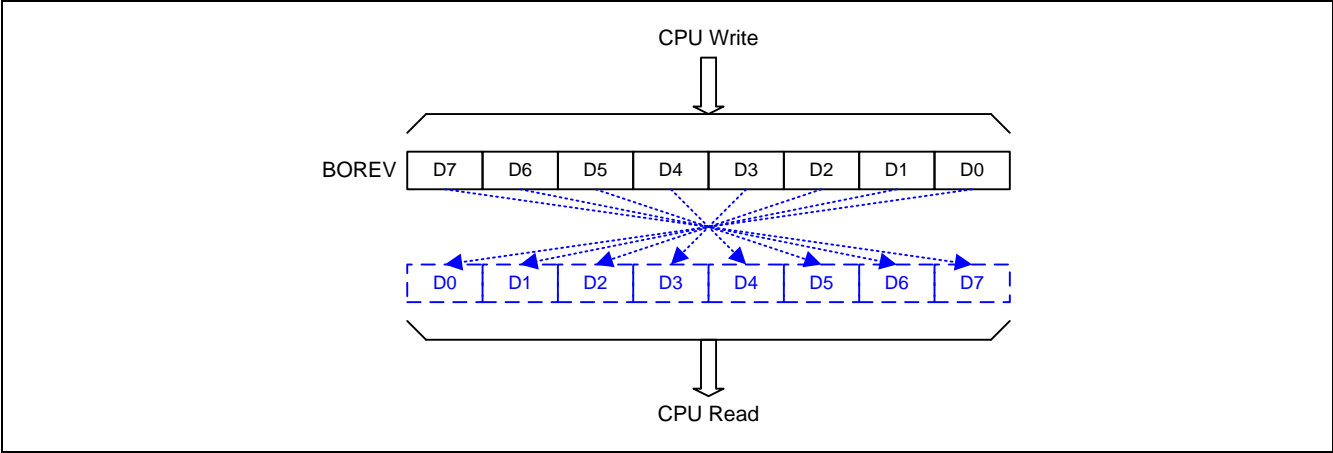 CPU Write
BOREV D7 D6 D5 D4 D3 D2 D1 D0
D0 D1 D2 D3 D4 D5 D6 D7
CPU Read